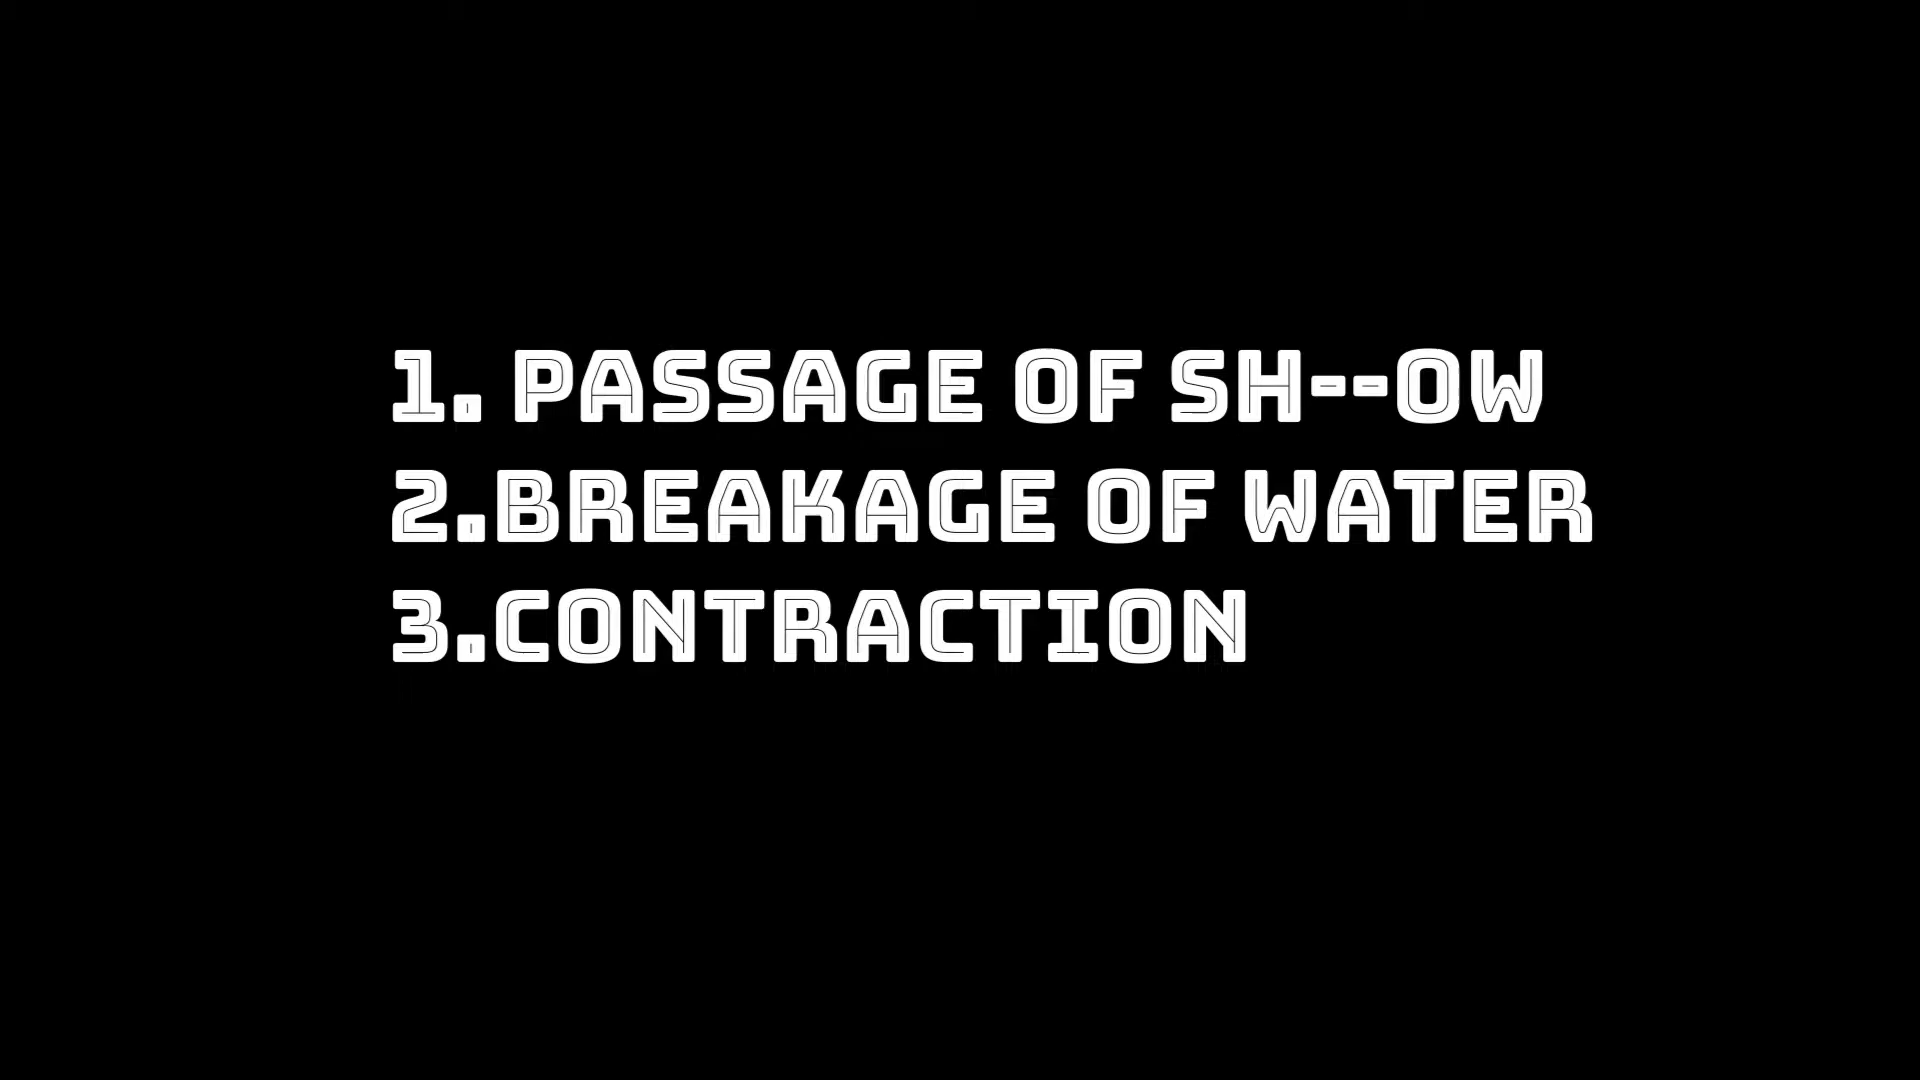 1. PASSAGE OF SH--OW
2.BREAKAGE OF WATER
3.CONTRACTION